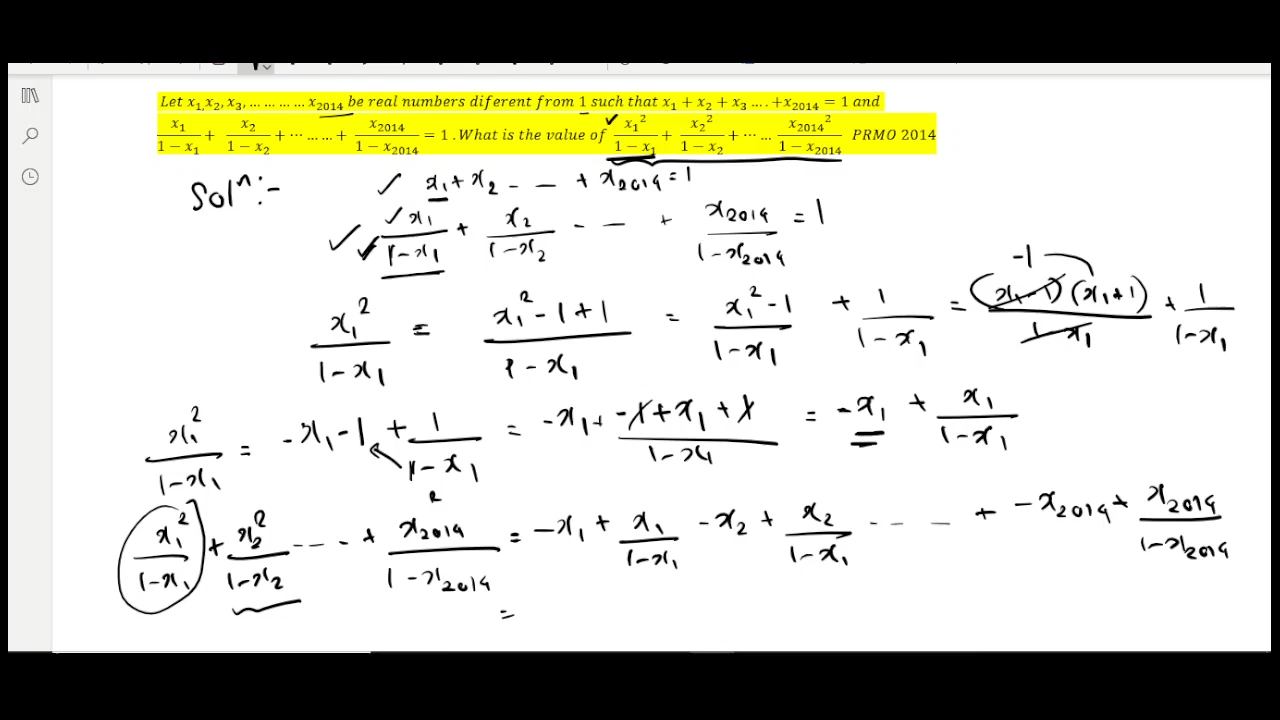 Let x₁,x₂, x₃, ... ... ... ... x₂₀₁₄ be real numbers diferent from 1 such that x₁ + x₂ + x₃ .... +x₂₀₁₄ = 1 and
x₁/(1 − x₁) + x₂/(1 − x₂) + ⋯ ... ... + x₂₀₁₄/(1 − x₂₀₁₄) = 1 . What is the value of x₁²/(1 − x₁) + x₂²/(1 − x₂) + ⋯ ... x₂₀₁₄²/(1 − x₂₀₁₄) PRMO 2014
Solⁿ:- ✓ x₁ + x₂ - - - + x₂₀₁₄ = 1
✓ ✓ x₁/(1-x₁) + x₂/(1-x₂) - - - + x₂₀₁₄/(1-x₂₀₁₄) = 1
x₁²/(1-x₁) = (x₁²-1+1)/(1-x₁) = (x₁²-1)/(1-x₁) + 1/(1-x₁) = -1 (x₁-1)(x₁+1)/(1-x₁) + 1/(1-x₁)
x₁²/(1-x₁) = -x₁-1 + 1/(1-x₁) = -x₁ + (-1+x₁+1)/(1-x₁) = -x₁ + x₁/(1-x₁)
x₁²/(1-x₁) + x₂²/(1-x₂) - - - - + x₂₀₁₄²/(1-x₂₀₁₄) = -x₁ + x₁/(1-x₁) -x₂ + x₂/(1-x₁) - - - - + -x₂₀₁₄ + x₂₀₁₄/(1-x₂₀₁₄)
=